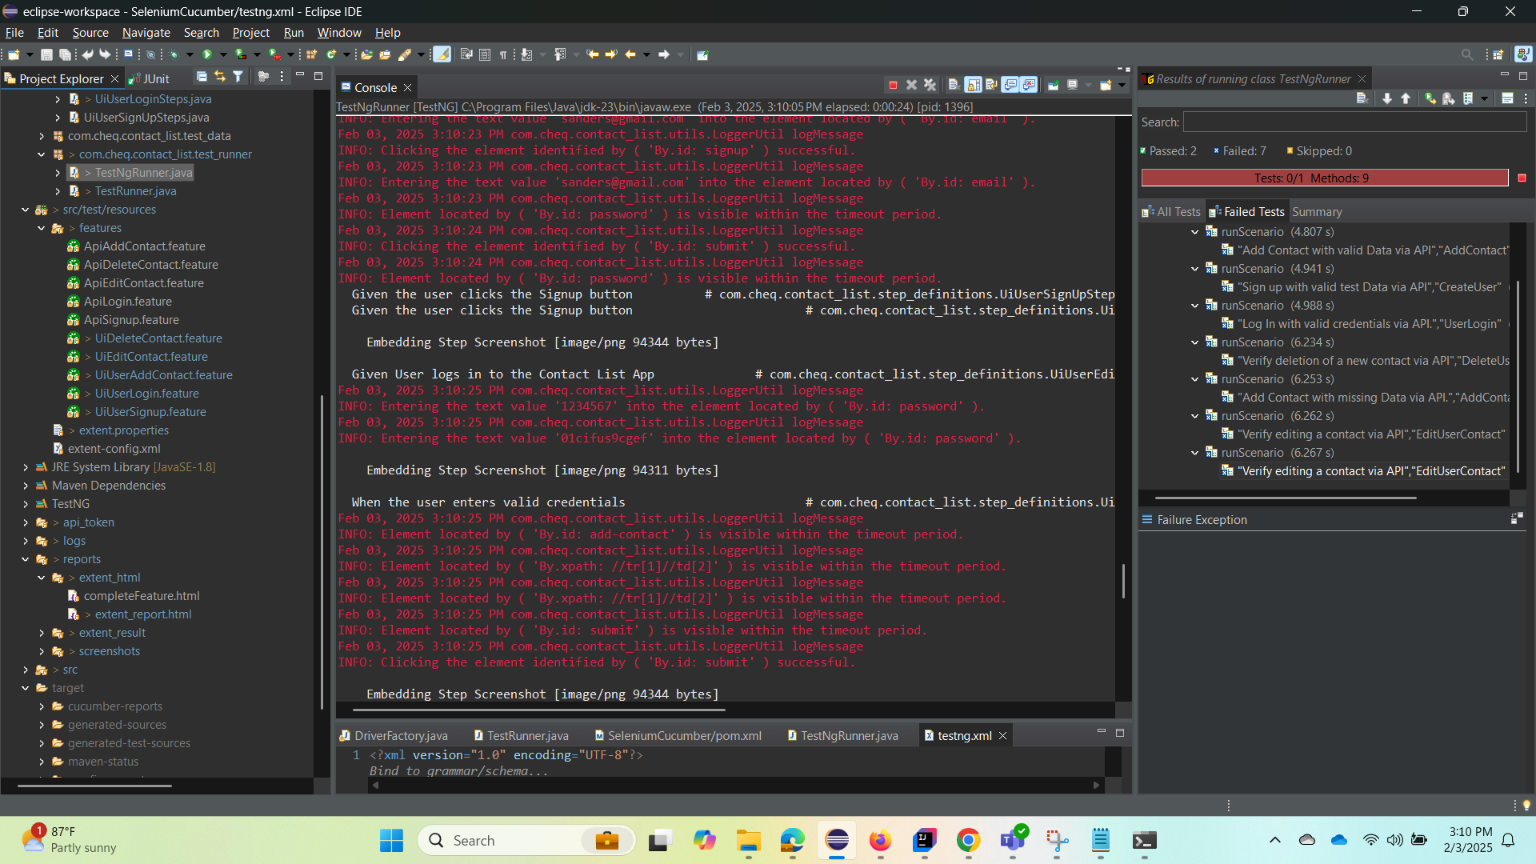 eclipse-workspace - SeleniumCucumber/testng.xml - Eclipse IDE
File Edit Source Navigate Search Project Run Window Help
Project Explorer
JUnit
UiUserLoginSteps.java
UiUserSignUpSteps.java
com.cheq.contact_list.test_data
com.cheq.contact_list.test_runner
TestNgRunner.java
TestRunner.java
src/test/resources
features
ApiAddContact.feature
ApiDeleteContact.feature
ApiEditContact.feature
ApiLogin.feature
ApiSignup.feature
UiDeleteContact.feature
UiEditContact.feature
UiUserAddContact.feature
UiUserLogin.feature
UiUserSignup.feature
extent.properties
extent-config.xml
JRE System Library [JavaSE-1.8]
Maven Dependencies
TestNG
api_token
logs
reports
extent_html
completeFeature.html
extent_report.html
extent_result
screenshots
src
target
cucumber-reports
generated-sources
generated-test-sources
maven-status
Console
TestNgRunner [TestNG] C:\Program Files\Java\jdk-23\bin\javaw.exe (Feb 3, 2025, 3:10:05 PM elapsed: 0:00:24) [pid: 1396]
INFO: Entering the text value 'sanders@gmail.com' into the element located by ( 'By.id: email' ).
Feb 03, 2025 3:10:23 PM com.cheq.contact_list.utils.LoggerUtil logMessage
INFO: Clicking the element identified by ( 'By.id: signup' ) successful.
Feb 03, 2025 3:10:23 PM com.cheq.contact_list.utils.LoggerUtil logMessage
INFO: Entering the text value 'sanders@gmail.com' into the element located by ( 'By.id: email' ).
Feb 03, 2025 3:10:23 PM com.cheq.contact_list.utils.LoggerUtil logMessage
INFO: Element located by ( 'By.id: password' ) is visible within the timeout period.
Feb 03, 2025 3:10:24 PM com.cheq.contact_list.utils.LoggerUtil logMessage
INFO: Clicking the element identified by ( 'By.id: submit' ) successful.
Feb 03, 2025 3:10:24 PM com.cheq.contact_list.utils.LoggerUtil logMessage
INFO: Element located by ( 'By.id: password' ) is visible within the timeout period.
Given the user clicks the Signup button # com.cheq.contact_list.step_definitions.UiUserSignUpStep
Given the user clicks the Signup button # com.cheq.contact_list.step_definitions.Ui
Embedding Step Screenshot [image/png 94344 bytes]
Given User logs in to the Contact List App # com.cheq.contact_list.step_definitions.UiUserEdi
Feb 03, 2025 3:10:25 PM com.cheq.contact_list.utils.LoggerUtil logMessage
INFO: Entering the text value '1234567' into the element located by ( 'By.id: password' ).
Feb 03, 2025 3:10:25 PM com.cheq.contact_list.utils.LoggerUtil logMessage
INFO: Entering the text value '01cifus9cgef' into the element located by ( 'By.id: password' ).
Embedding Step Screenshot [image/png 94311 bytes]
When the user enters valid credentials # com.cheq.contact_list.step_definitions.Ui
Feb 03, 2025 3:10:25 PM com.cheq.contact_list.utils.LoggerUtil logMessage
INFO: Element located by ( 'By.id: add-contact' ) is visible within the timeout period.
Feb 03, 2025 3:10:25 PM com.cheq.contact_list.utils.LoggerUtil logMessage
INFO: Element located by ( 'By.xpath: //tr[1]//td[2]' ) is visible within the timeout period.
Feb 03, 2025 3:10:25 PM com.cheq.contact_list.utils.LoggerUtil logMessage
INFO: Element located by ( 'By.xpath: //tr[1]//td[2]' ) is visible within the timeout period.
Feb 03, 2025 3:10:25 PM com.cheq.contact_list.utils.LoggerUtil logMessage
INFO: Element located by ( 'By.id: submit' ) is visible within the timeout period.
Feb 03, 2025 3:10:25 PM com.cheq.contact_list.utils.LoggerUtil logMessage
INFO: Clicking the element identified by ( 'By.id: submit' ) successful.
Embedding Step Screenshot [image/png 94344 bytes]
DriverFactory.java
TestRunner.java
SeleniumCucumber/pom.xml
TestNgRunner.java
testng.xml
1 <?xml version="1.0" encoding="UTF-8"?>
Bind to grammar/schema...
Results of running class TestNgRunner
Search:
Passed: 2 Failed: 7 Skipped: 0
Tests: 0/1 Methods: 9
All Tests Failed Tests Summary
runScenario (4.807 s)
"Add Contact with valid Data via API","AddContact"
runScenario (4.941 s)
"Sign up with valid test Data via API","CreateUser"
runScenario (4.988 s)
"Log In with valid credentials via API.","UserLogin"
runScenario (6.234 s)
"Verify deletion of a new contact via API","DeleteUs
runScenario (6.253 s)
"Add Contact with missing Data via API.","AddConta
runScenario (6.262 s)
"Verify editing a contact via API","EditUserContact"
runScenario (6.267 s)
"Verify editing a contact via API","EditUserContact"
Failure Exception
1
87°F
Partly sunny
Search
3:10 PM
2/3/2025